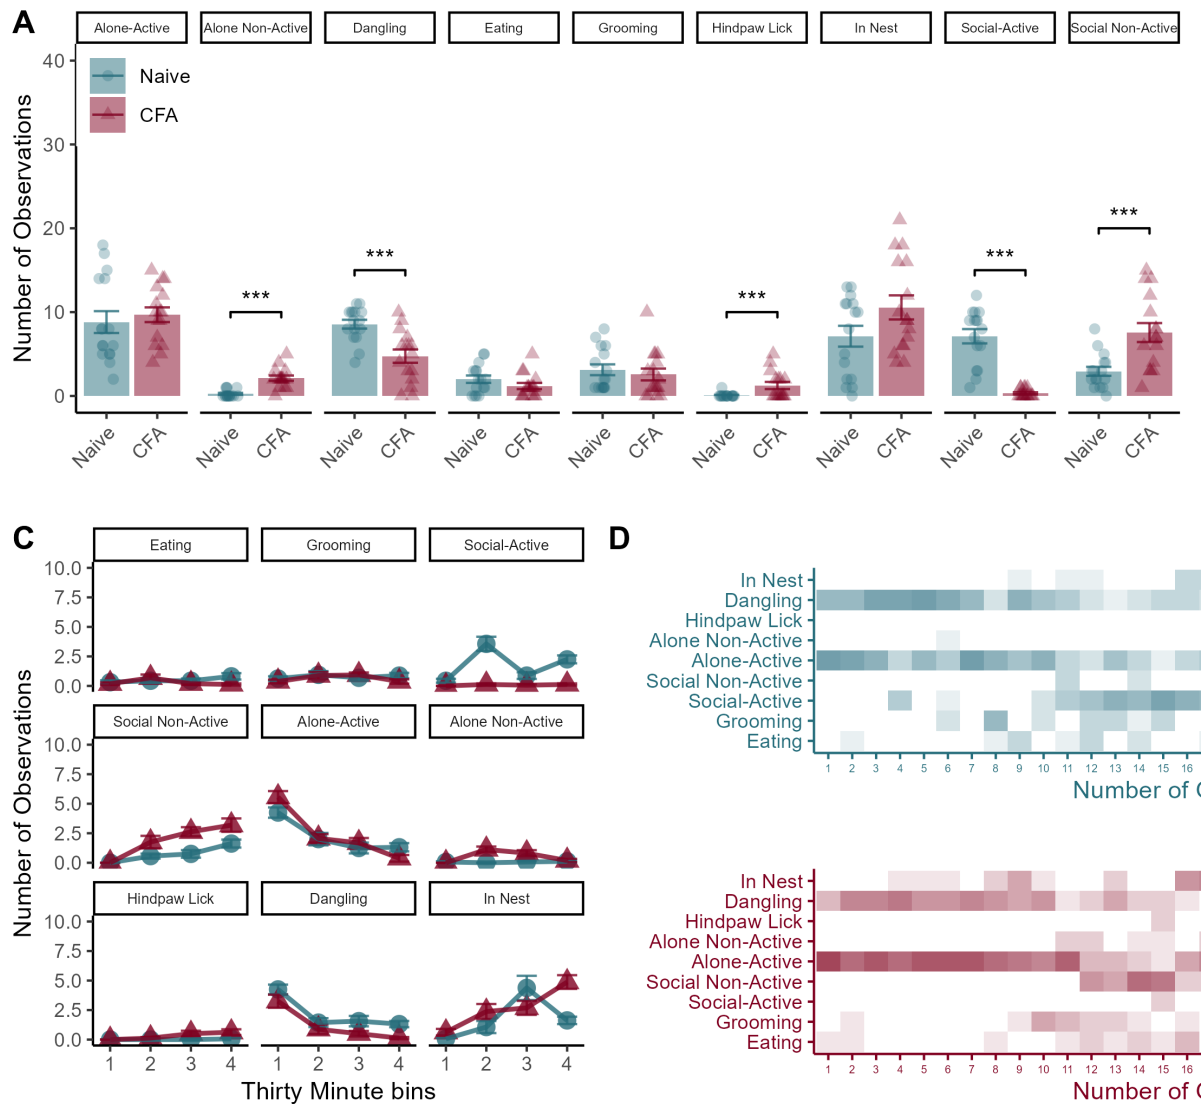 A
Alone-Active Alone Non-Active Dangling Eating Grooming Hindpaw Lick In Nest Social-Active Social Non-Active
Number of Observations
40
30
20
10
0
Naive
CFA
***
***
***
***
***
Naive CFA Naive CFA Naive CFA Naive CFA Naive CFA Naive CFA Naive CFA Naive CFA Naive CFA
C
Number of Observations
Eating Grooming Social-Active
10.0
7.5
5.0
2.5
0.0
Social Non-Active Alone-Active Alone Non-Active
10.0
7.5
5.0
2.5
0.0
Hindpaw Lick Dangling In Nest
10.0
7.5
5.0
2.5
0.0
1 2 3 4 1 2 3 4 1 2 3 4
Thirty Minute bins
D
In Nest
Dangling
Hindpaw Lick
Alone Non-Active
Alone-Active
Social Non-Active
Social-Active
Grooming
Eating
1 2 3 4 5 6 7 8 9 10 11 12 13 14 15 16
Number of
In Nest
Dangling
Hindpaw Lick
Alone Non-Active
Alone-Active
Social Non-Active
Social-Active
Grooming
Eating
1 2 3 4 5 6 7 8 9 10 11 12 13 14 15 16
Number of